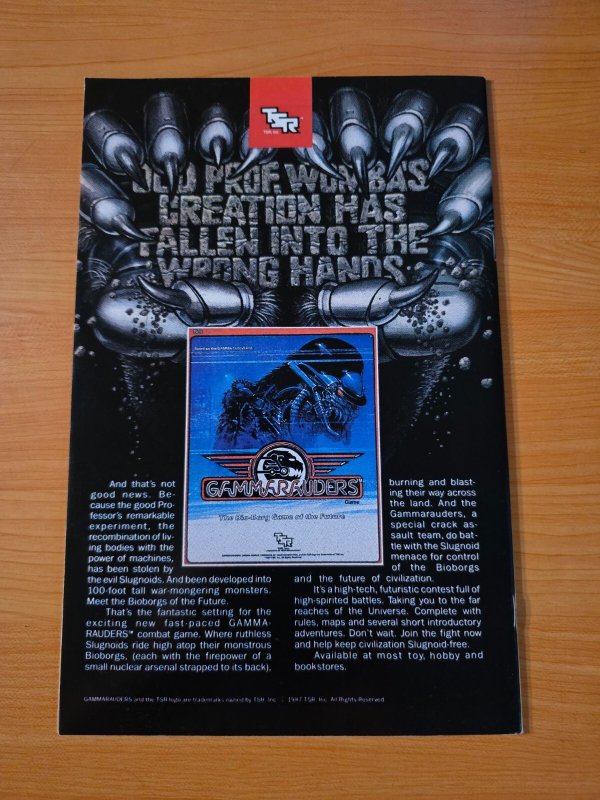 TSR
TSR, Inc.
OLD PROF. WOMBAS'
CREATION HAS
FALLEN INTO THE
WRONG HANDS.
GAMMARAUDERS
Game
The Bio-Borg Game of the Future
TSR
And that's not
good news. Be-
cause the good Pro-
fessor's remarkable
experiment, the
recombination of liv-
ing bodies with the
power of machines,
has been stolen by
the evil Slugnoids. And been developed into
100-foot tall war-mongering monsters.
Meet the Bioborgs of the Future.
That's the fantastic setting for the
exciting new fast-paced GAMMA-
RAUDERS™ combat game. Where ruthless
Slugnoids ride high atop their monstrous
Bioborgs, (each with the firepower of a
small nuclear arsenal strapped to its back),
burning and blast-
ing their way across
the land. And the
Gammarauders, a
special crack as-
sault team, do bat-
tle with the Slugnoid
menace for control
of the Bioborgs
and the future of civilization.
It's a high-tech, futuristic contest full of
high-spirited battles. Taking you to the far
reaches of the Universe. Complete with
rules, maps and several short introductory
adventures. Don't wait. Join the fight now
and help keep civilization Slugnoid-free.
Available at most toy, hobby and
bookstores.
GAMMARAUDERS and the TSR logo are trademarks owned by TSR, Inc. 1987 TSR, Inc. All Rights Reserved.